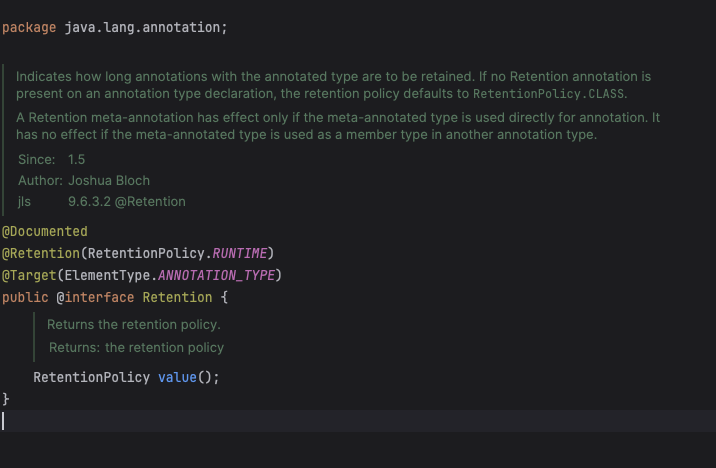 package java.lang.annotation;
Indicates how long annotations with the annotated type are to be retained. If no Retention annotation is
present on an annotation type declaration, the retention policy defaults to RetentionPolicy.CLASS.
A Retention meta-annotation has effect only if the meta-annotated type is used directly for annotation. It
has no effect if the meta-annotated type is used as a member type in another annotation type.
Since: 1.5
Author: Joshua Bloch
jls 9.6.3.2 @Retention
@Documented
@Retention(RetentionPolicy.RUNTIME)
@Target(ElementType.ANNOTATION_TYPE)
public @interface Retention {
Returns the retention policy.
Returns: the retention policy
RetentionPolicy value();
}